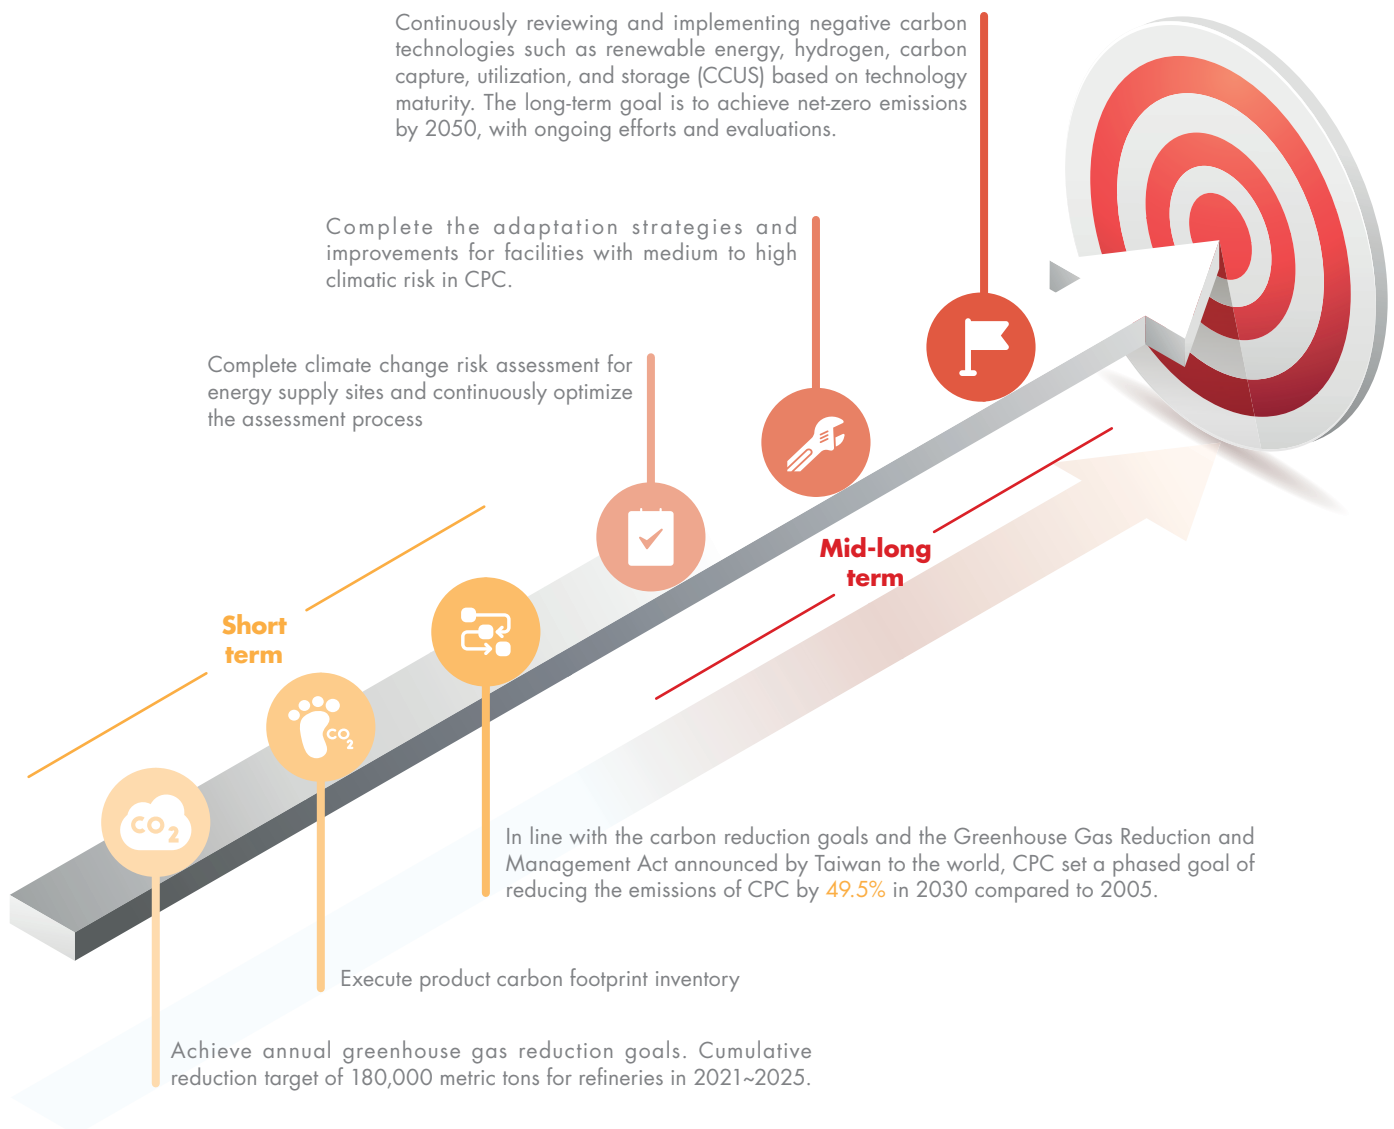 Continuously reviewing and implementing negative carbon
technologies such as renewable energy, hydrogen, carbon
capture, utilization, and storage (CCUS) based on technology
maturity. The long-term goal is to achieve net-zero emissions
by 2050, with ongoing efforts and evaluations.
Complete the adaptation strategies and
improvements for facilities with medium to high
climatic risk in CPC.
Complete climate change risk assessment for
energy supply sites and continuously optimize
the assessment process
Mid-long
term
Short
term
CO2
CO2
In line with the carbon reduction goals and the Greenhouse Gas Reduction and
Management Act announced by Taiwan to the world, CPC set a phased goal of
reducing the emissions of CPC by 49.5% in 2030 compared to 2005.
Execute product carbon footprint inventory
Achieve annual greenhouse gas reduction goals. Cumulative
reduction target of 180,000 metric tons for refineries in 2021~2025.